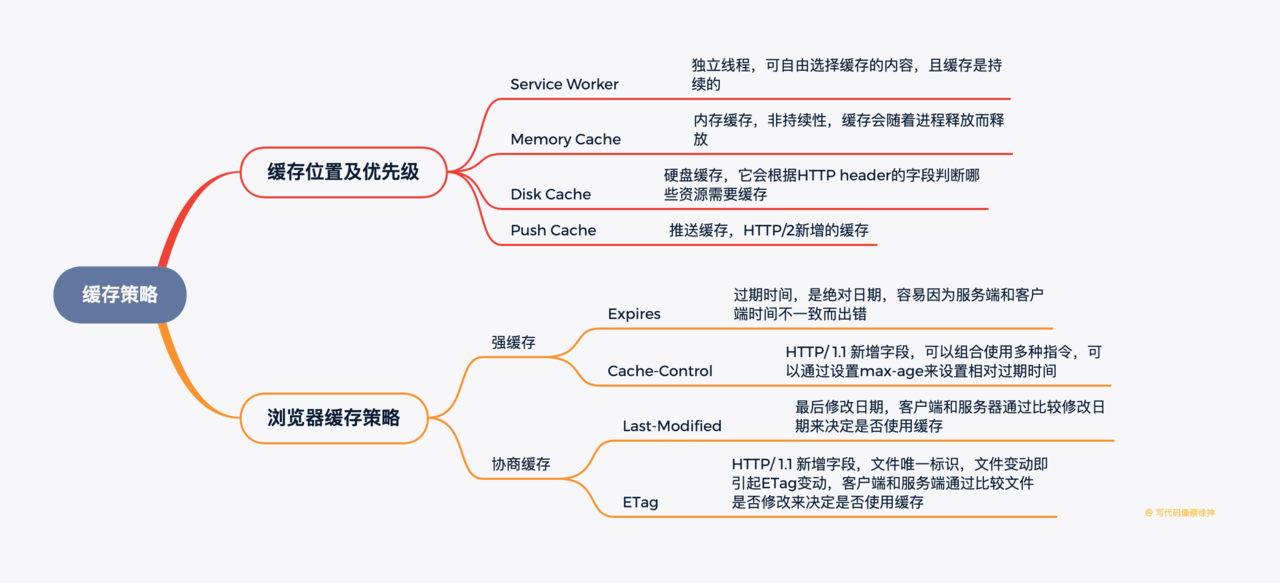 缓存策略
缓存位置及优先级
Service Worker
独立线程，可自由选择缓存的内容，且缓存是持
续的
Memory Cache
内存缓存，非持续性，缓存会随着进程释放而释
放
Disk Cache
硬盘缓存，它会根据HTTP header的字段判断哪
些资源需要缓存
Push Cache
推送缓存，HTTP/2新增的缓存
浏览器缓存策略
强缓存
Expires
过期时间，是绝对日期，容易因为服务端和客户
端时间不一致而出错
Cache-Control
HTTP/ 1.1 新增字段，可以组合使用多种指令，可
以通过设置max-age来设置相对过期时间
协商缓存
Last-Modified
最后修改日期，客户端和服务器通过比较修改日
期来决定是否使用缓存
ETag
HTTP/ 1.1 新增字段，文件唯一标识，文件变动即
引起ETag变动，客户端和服务端通过比较文件
是否修改来决定是否使用缓存
@ 写代码像蔡徐抻